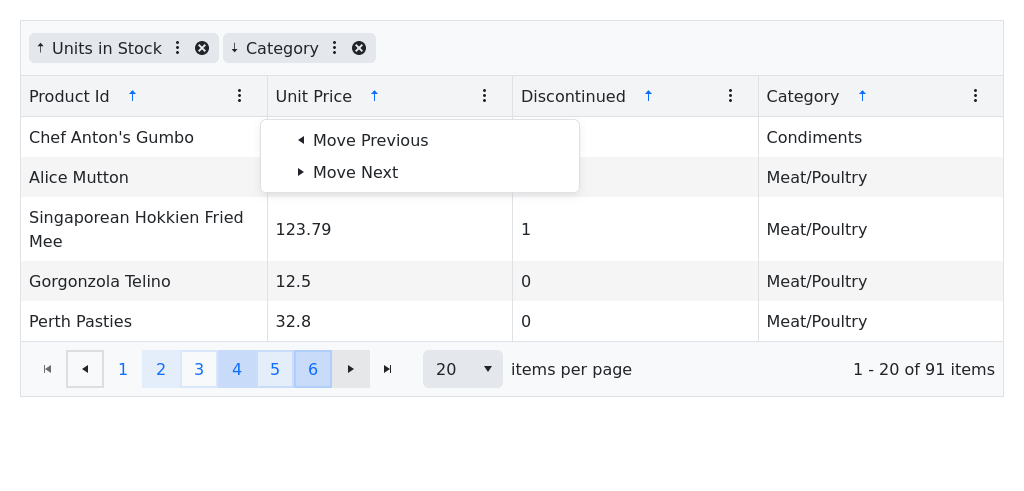 Units in Stock Category
Product Id Unit Price Discontinued Category
Chef Anton's Gumbo Condiments
Move Previous
Alice Mutton Meat/Poultry
Move Next
Singaporean Hokkien Fried
Mee 123.79 1 Meat/Poultry
Gorgonzola Telino 12.5 0 Meat/Poultry
Perth Pasties 32.8 0 Meat/Poultry
1 2 3 4 5 6 20 items per page 1 - 20 of 91 items